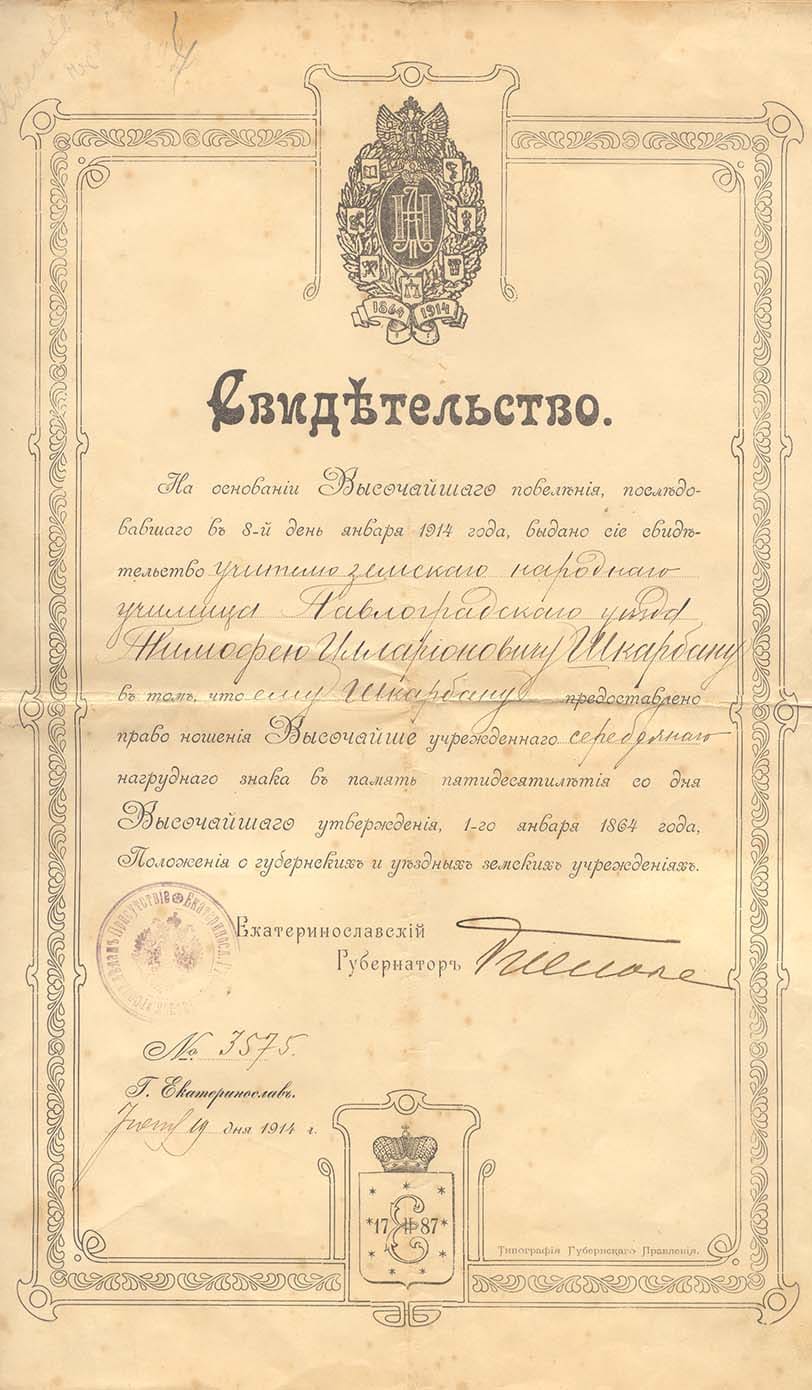 1864 1914
Свидѣтельство.
На основаніи Высочайшаго повелѣнія, послѣдо-
вавшаго въ 8-й день января 1914 года, выдано сіе свидѣ-
тельство учителю земскаго народнаго
училища Павлоградскаго уѣзда
Тимофею Илларіоновичу Шкарбану
въ томъ, что ему Шкарбану предоставлено
право ношенія Высочайше учрежденнаго серебрянаго
нагруднаго знака въ память пятидесятилѣтія со дня
Высочайшаго утвержденія, 1-го января 1864 года,
Положенія о губернскихъ и уѣздныхъ земскихъ учрежденіяхъ.
Екатеринославскій
Губернаторъ
№ 3575.
Г. Екатеринославъ.
19 дня 1914 г.
17 87
Типографія Губернскаго Правленія.